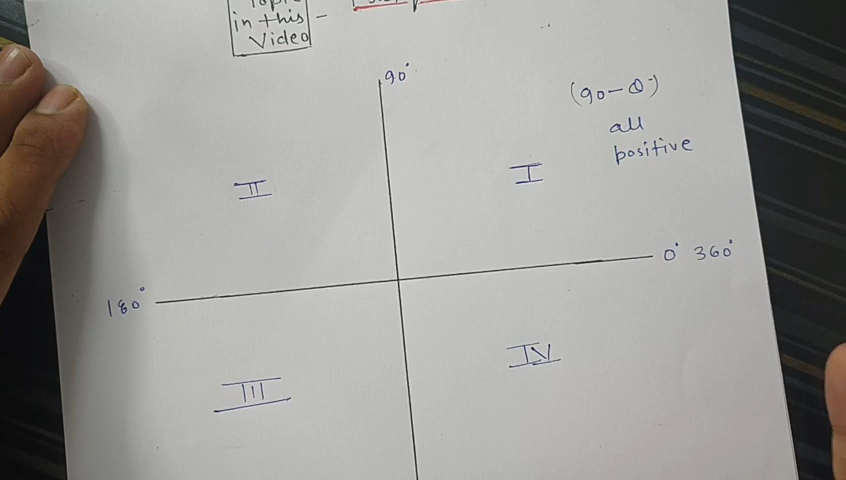 in this –
Video
90°
(90-θ)
all
positive
II
I
0° 360°
180°
IV
III